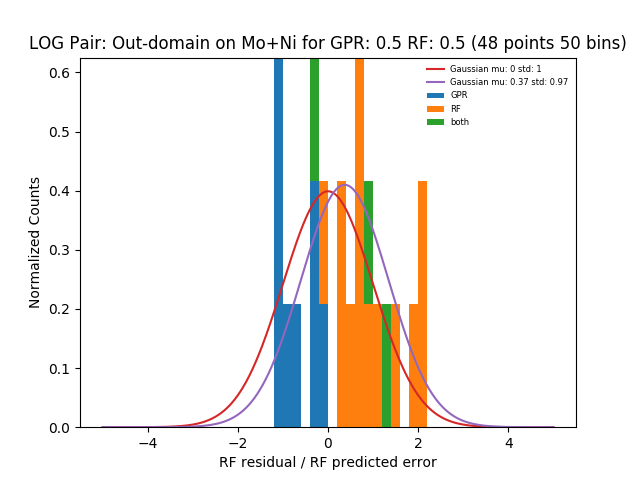 LOG Pair: Out-domain on Mo+Ni for GPR: 0.5 RF: 0.5 (48 points 50 bins)
Gaussian mu: 0 std: 1
Gaussian mu: 0.37 std: 0.97
GPR
RF
both
Normalized Counts
0.6
0.5
0.4
0.3
0.2
0.1
0.0
−4
−2
0
2
4
RF residual / RF predicted error